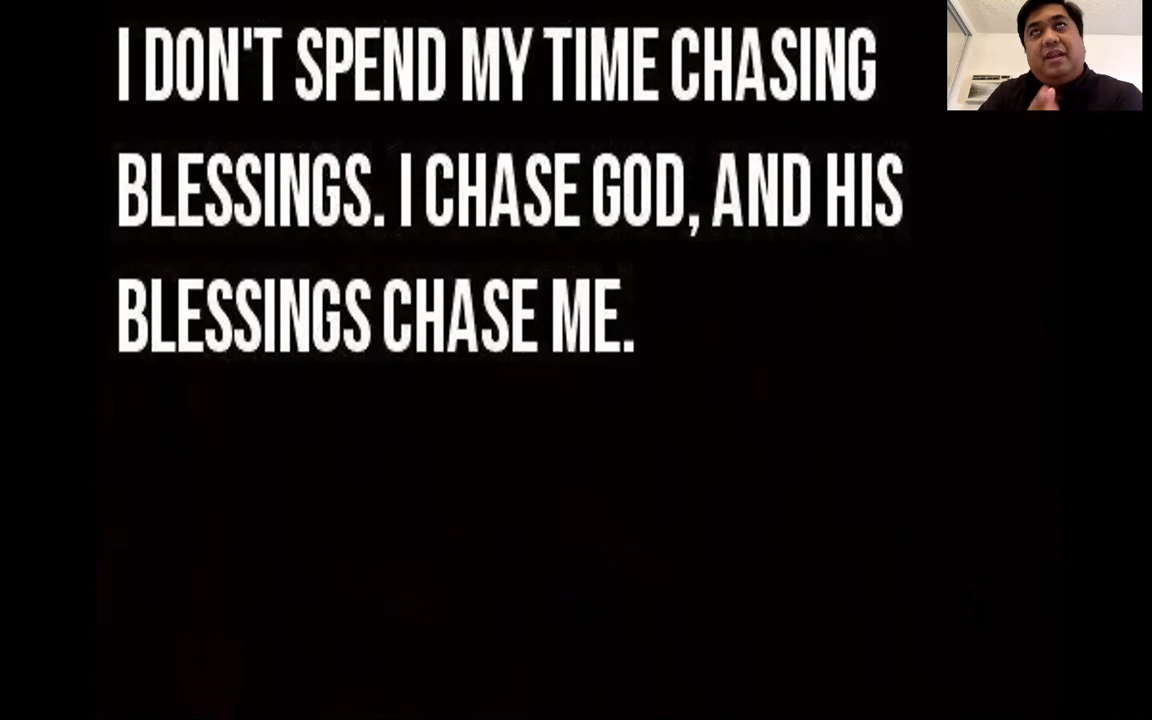 I DON'T SPEND MY TIME CHASING
BLESSINGS. I CHASE GOD, AND HIS
BLESSINGS CHASE ME.